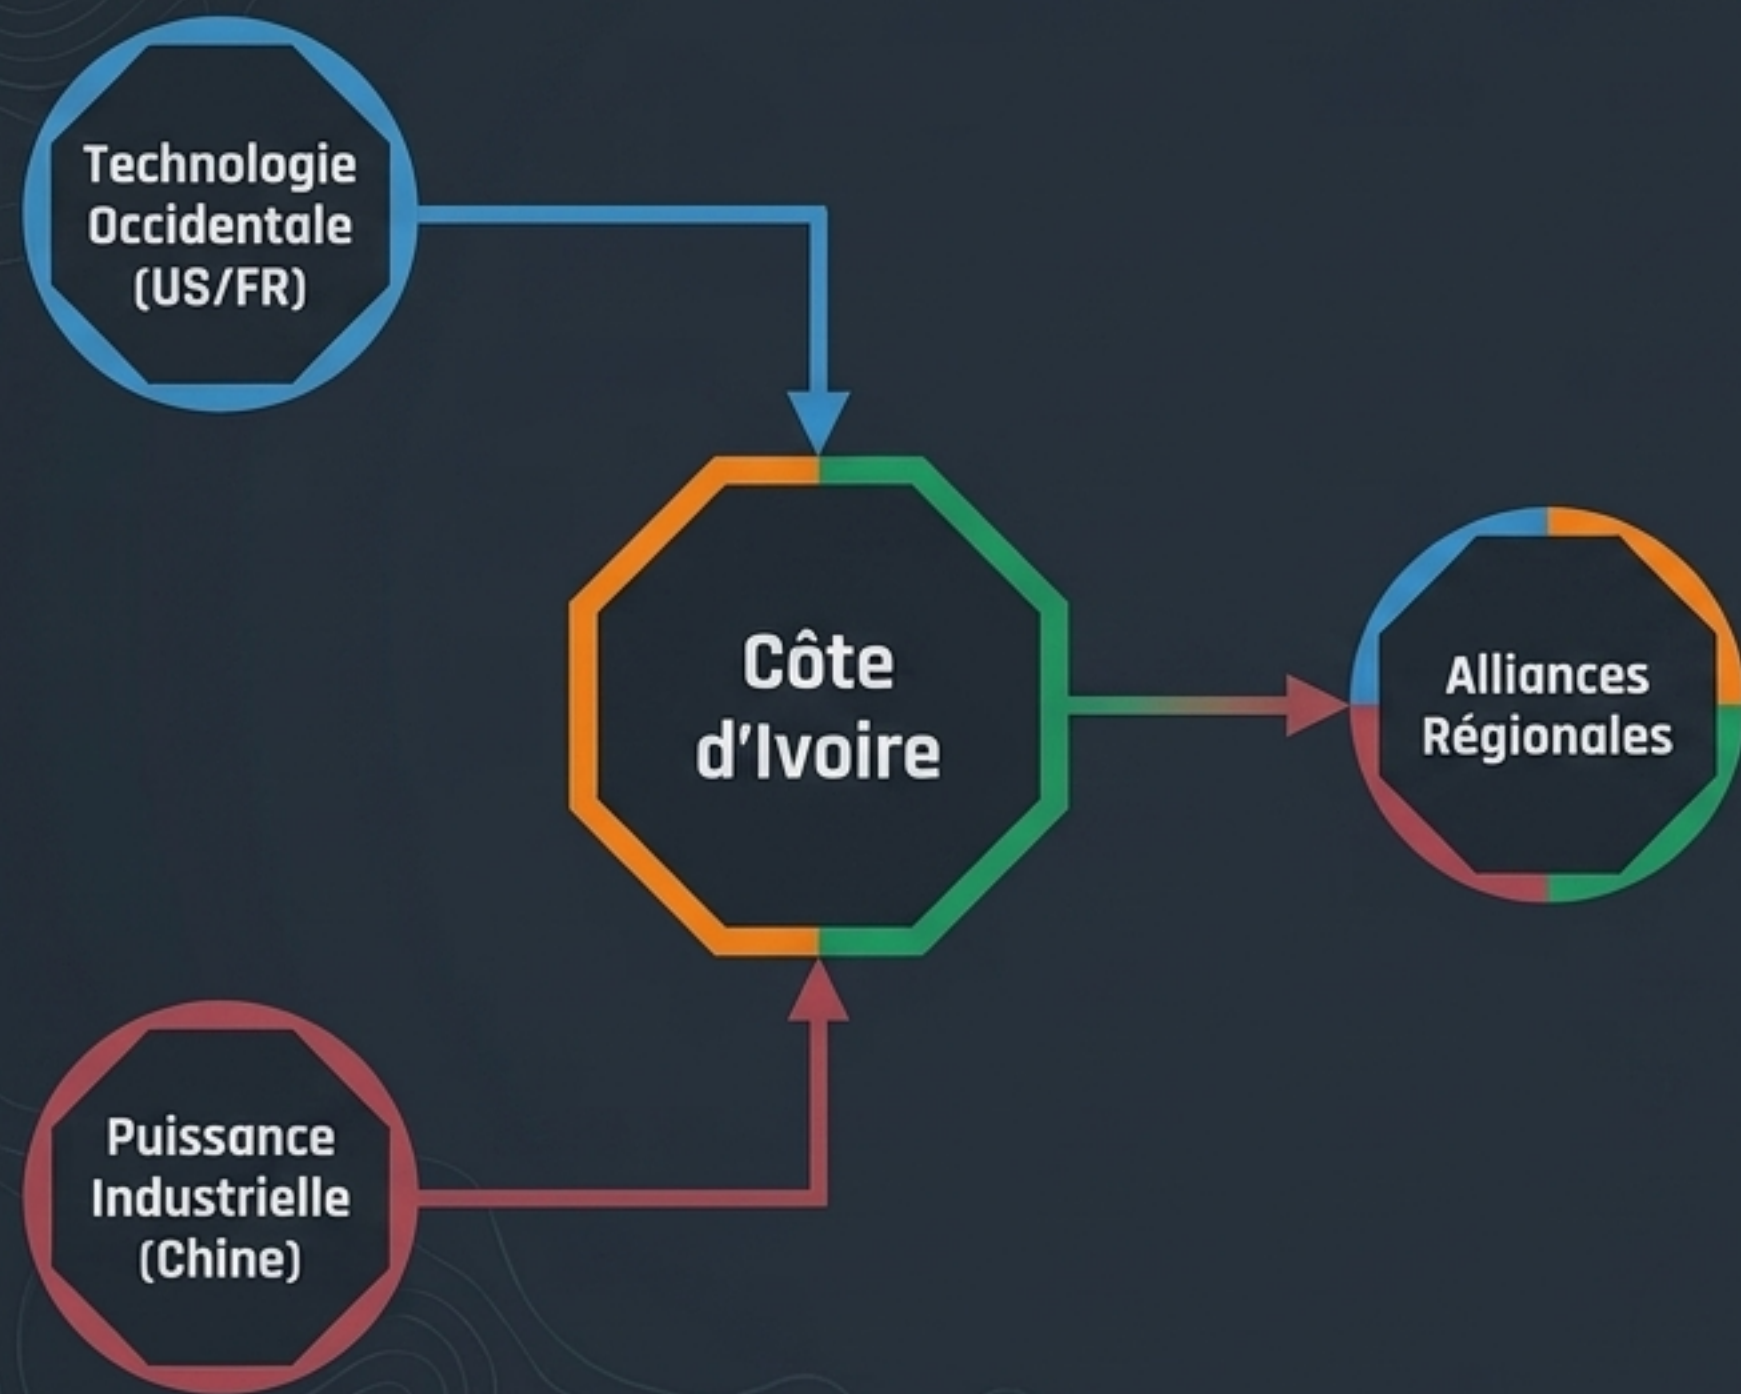 Technologie
Occidentale
(US/FR)
Côte
d'Ivoire
Alliances
Régionales
Puissance
Industrielle
(Chine)